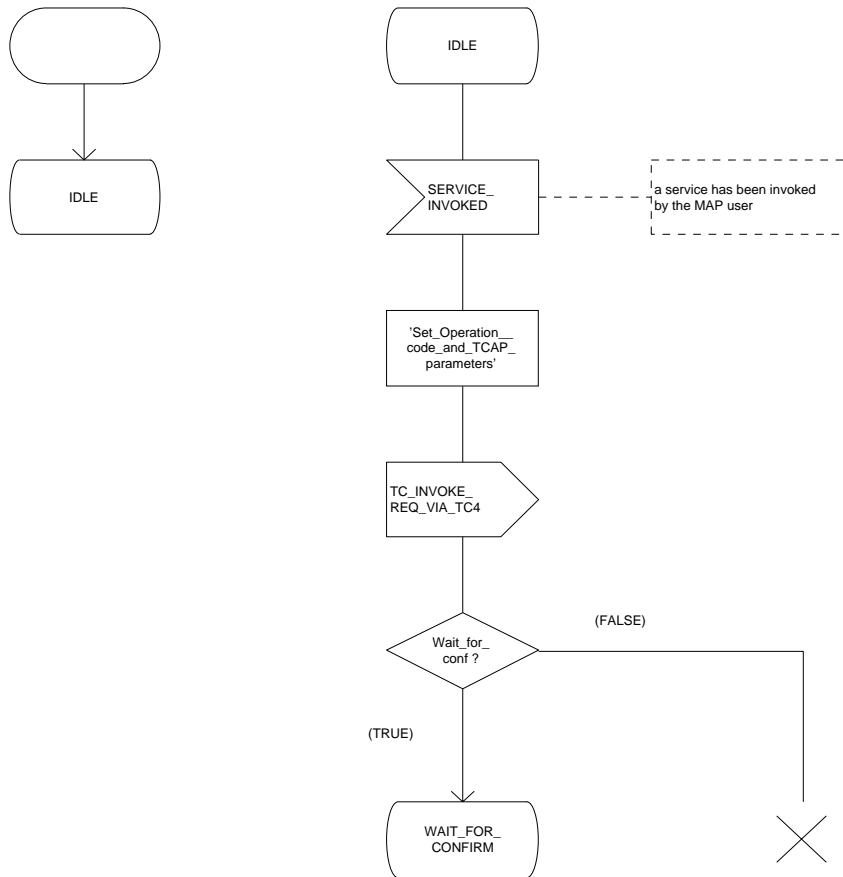 IDLE
IDLE
SERVICE_
INVOKED
a service has been invoked
by the MAP user
'Set_Operation__
code_and_TCAP_
parameters'
TC_INVOKE_
REQ_VIA_TC4
Wait_for_
conf ?
(FALSE)
(TRUE)
WAIT_FOR_
CONFIRM